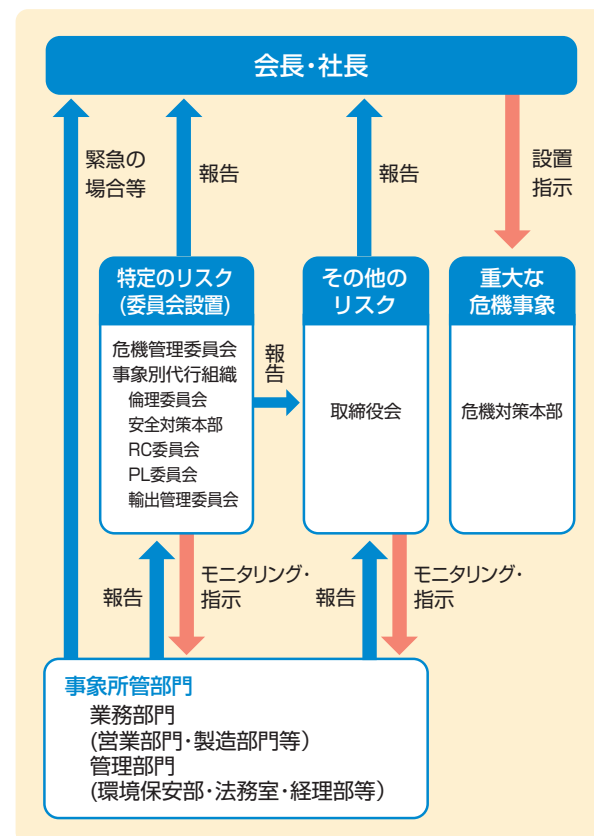 会長・社長
緊急の
場合等
報告
報告
設置
指示
特定のリスク
(委員会設置)
危機管理委員会
事象別代行組織
倫理委員会
安全対策本部
RC委員会
PL委員会
輸出管理委員会
報告
その他の
リスク
取締役会
重大な
危機事象
危機対策本部
報告
モニタリング・
指示
報告
モニタリング・
指示
事象所管部門
業務部門
(営業部門・製造部門等)
管理部門
(環境保安部・法務室・経理部等)